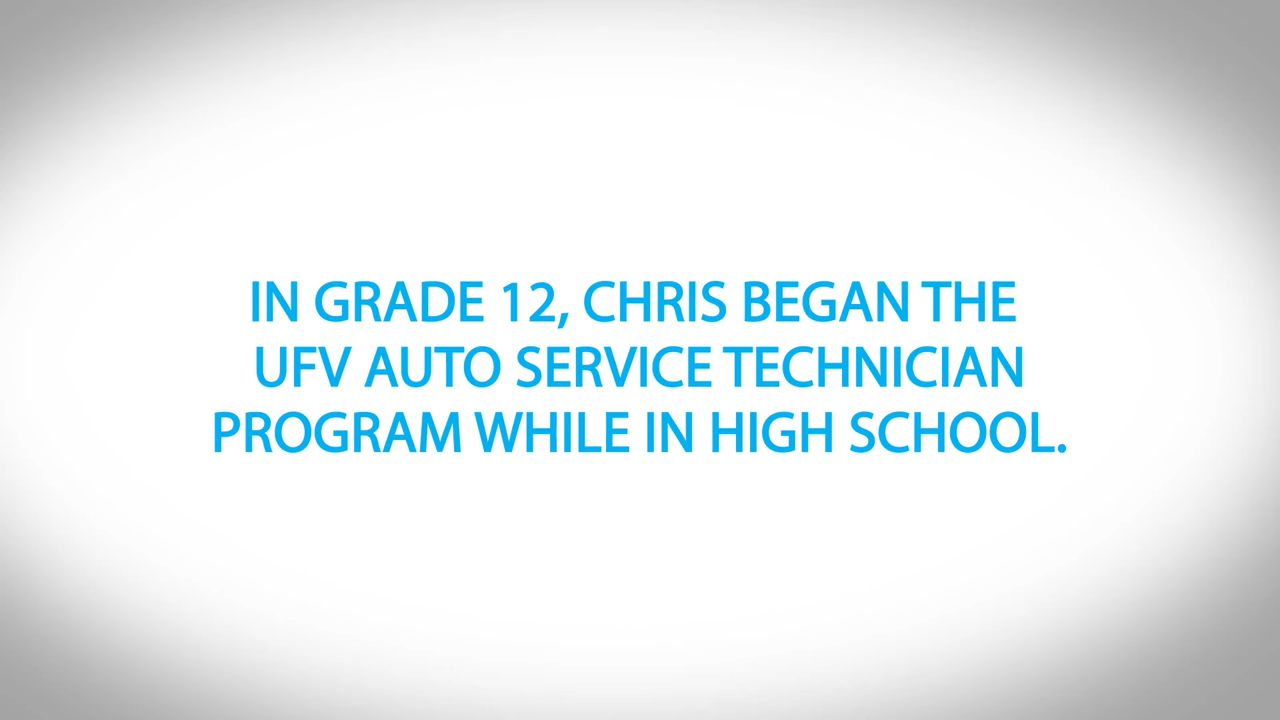 IN GRADE 12, CHRIS BEGAN THE
UFV AUTO SERVICE TECHNICIAN
PROGRAM WHILE IN HIGH SCHOOL.